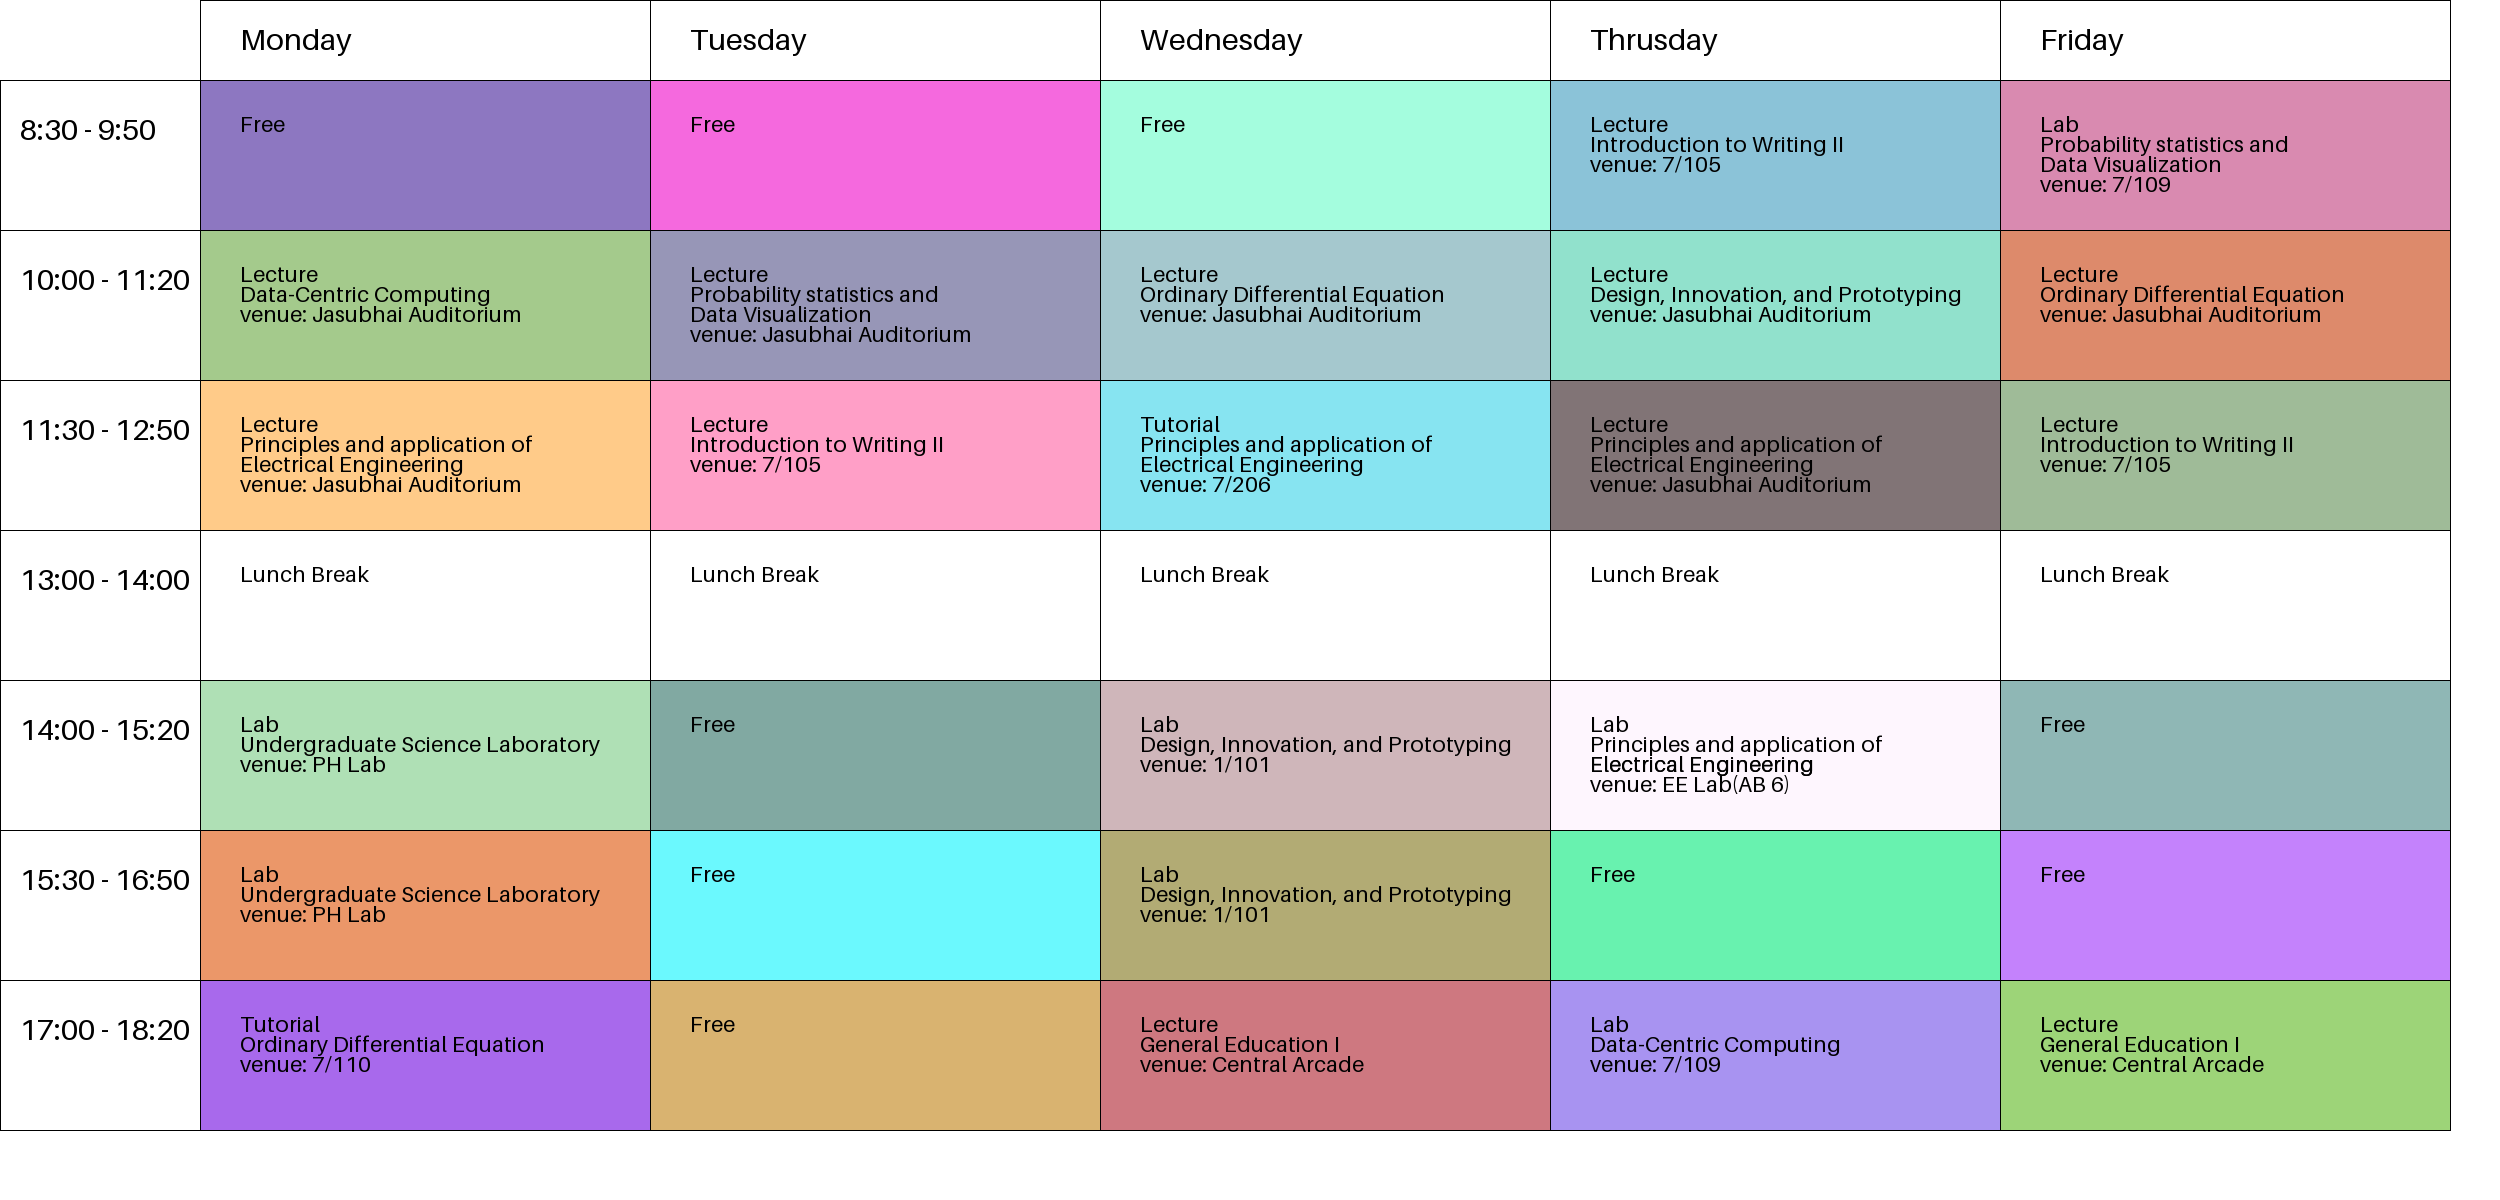 Monday
Tuesday
Wednesday
Thrusday
Friday
8:30 - 9:50
Free
Free
Free
Lecture
Introduction to Writing II
venue: 7/105
Lab
Probability statistics and
Data Visualization
venue: 7/109
10:00 - 11:20
Lecture
Data-Centric Computing
venue: Jasubhai Auditorium
Lecture
Probability statistics and
Data Visualization
venue: Jasubhai Auditorium
Lecture
Ordinary Differential Equation
venue: Jasubhai Auditorium
Lecture
Design, Innovation, and Prototyping
venue: Jasubhai Auditorium
Lecture
Ordinary Differential Equation
venue: Jasubhai Auditorium
11:30 - 12:50
Lecture
Principles and application of
Electrical Engineering
venue: Jasubhai Auditorium
Lecture
Introduction to Writing II
venue: 7/105
Tutorial
Principles and application of
Electrical Engineering
venue: 7/206
Lecture
Principles and application of
Electrical Engineering
venue: Jasubhai Auditorium
Lecture
Introduction to Writing II
venue: 7/105
13:00 - 14:00
Lunch Break
Lunch Break
Lunch Break
Lunch Break
Lunch Break
14:00 - 15:20
Lab
Undergraduate Science Laboratory
venue: PH Lab
Free
Lab
Design, Innovation, and Prototyping
venue: 1/101
Lab
Principles and application of
Electrical Engineering
venue: EE Lab(AB 6)
Free
15:30 - 16:50
Lab
Undergraduate Science Laboratory
venue: PH Lab
Free
Lab
Design, Innovation, and Prototyping
venue: 1/101
Free
Free
17:00 - 18:20
Tutorial
Ordinary Differential Equation
venue: 7/110
Free
Lecture
General Education I
venue: Central Arcade
Lab
Data-Centric Computing
venue: 7/109
Lecture
General Education I
venue: Central Arcade